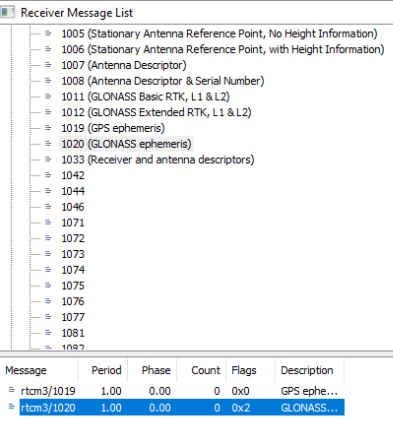 Receiver Message List
1005 (Stationary Antenna Reference Point, No Height Information)
1006 (Stationary Antenna Reference Point, with Height Information)
1007 (Antenna Descriptor)
1008 (Antenna Descriptor & Serial Number)
1011 (GLONASS Basic RTK, L1 & L2)
1012 (GLONASS Extended RTK, L1 & L2)
1019 (GPS ephemeris)
1020 (GLONASS ephemeris)
1033 (Receiver and antenna descriptors)
1042
1044
1046
1071
1072
1073
1074
1075
1076
1077
1081
1082
Message Period Phase Count Flags Description
rtcm3/1019 1.00 0.00 0 0x0 GPS ephe...
rtcm3/1020 1.00 0.00 0 0x2 GLONASS...